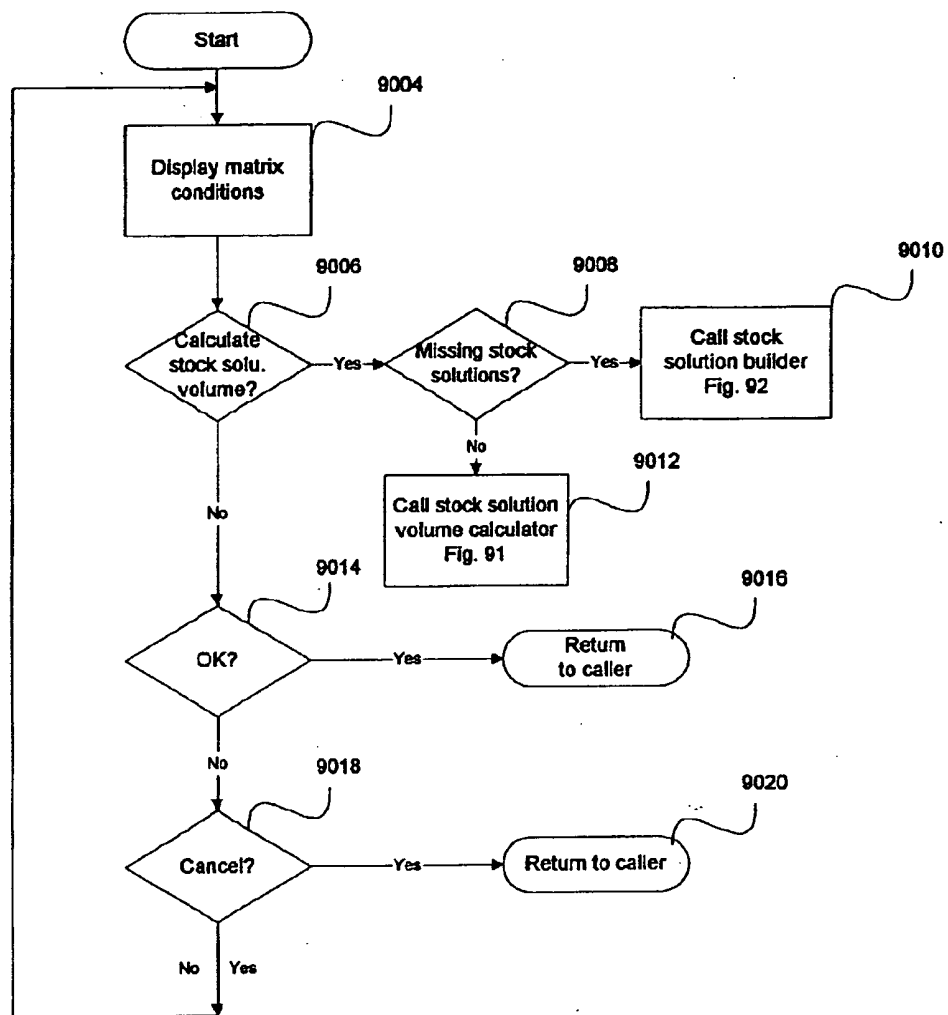 Start
9004
Display matrix
conditions
9006
9008
9010
Calculate
stock solu.
volume?
Yes
Missing stock
solutions?
Yes
Call stock
solution builder
Fig. 92
No
9012
Call stock solution
volume calculator
Fig. 91
No
9014
9016
OK?
Yes
Return
to caller
No
9018
9020
Cancel?
Yes
Return to caller
No
Yes